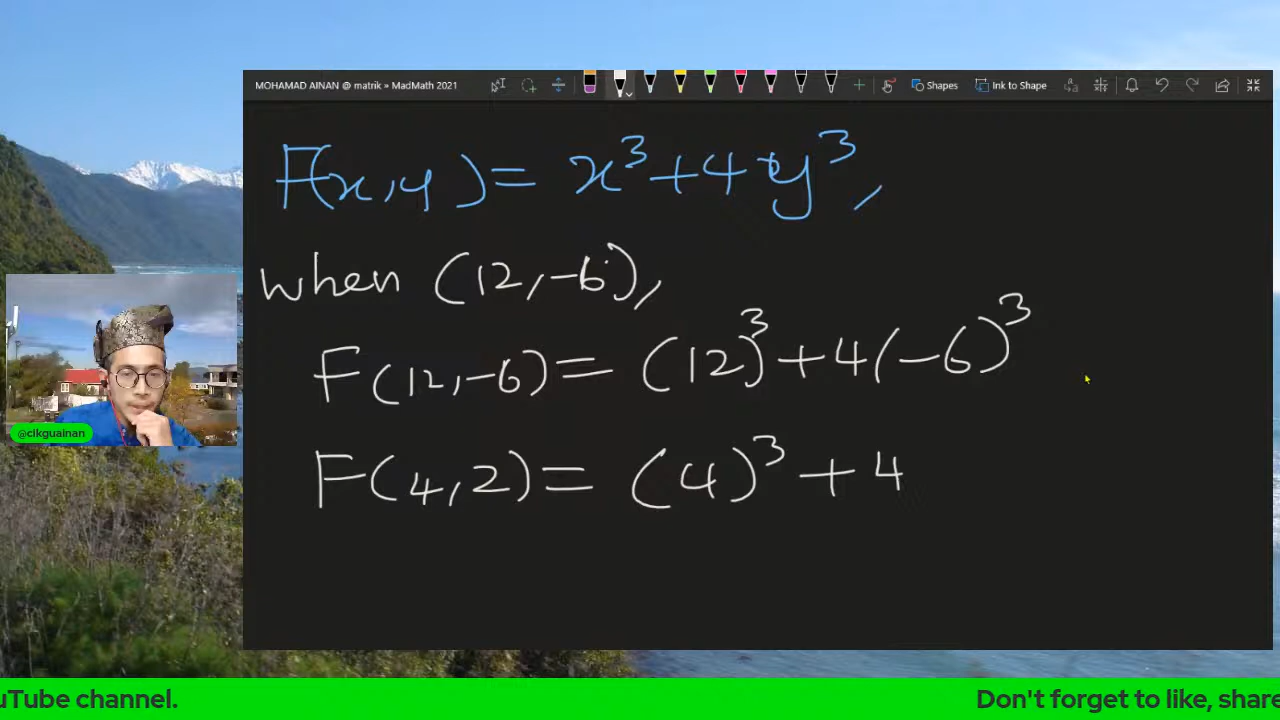 MOHAMAD AINAN @ matrik » MadMath 2021
Shapes
Ink to Shape
F(x,y) = x³ + 4y³,
when (12,-6),
F(12,-6) = (12)³ + 4(-6)³
F(4,2) = (4)³ + 4
@cikguainan
uTube channel.
Don't forget to like, share